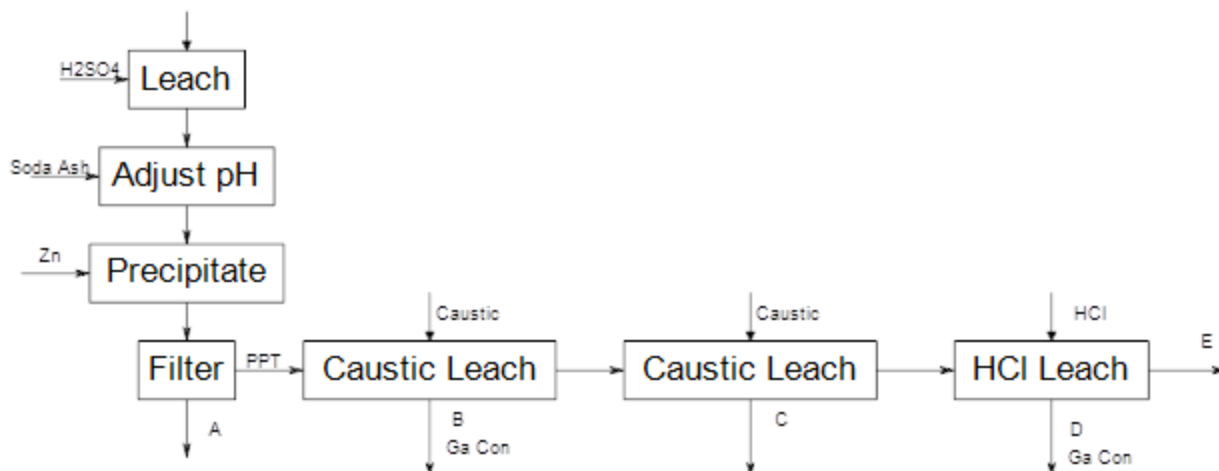 H2SO4
Leach
Soda Ash
Adjust pH
Zn
Precipitate
Caustic
Caustic
HCl
E
Filter
PPT
Caustic Leach
Caustic Leach
HCl Leach
A
B
Ga Con
C
D
Ga Con